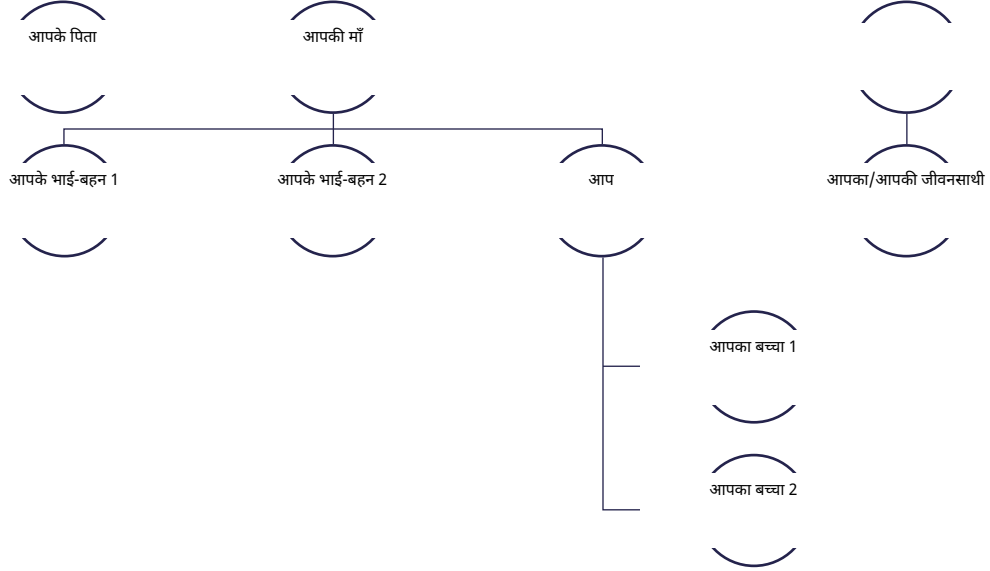 आपके पिता
आपकी माँ
आपके भाई-बहन 1
आपके भाई-बहन 2
आप
आपका/आपकी जीवनसाथी
आपका बच्चा 1
आपका बच्चा 2